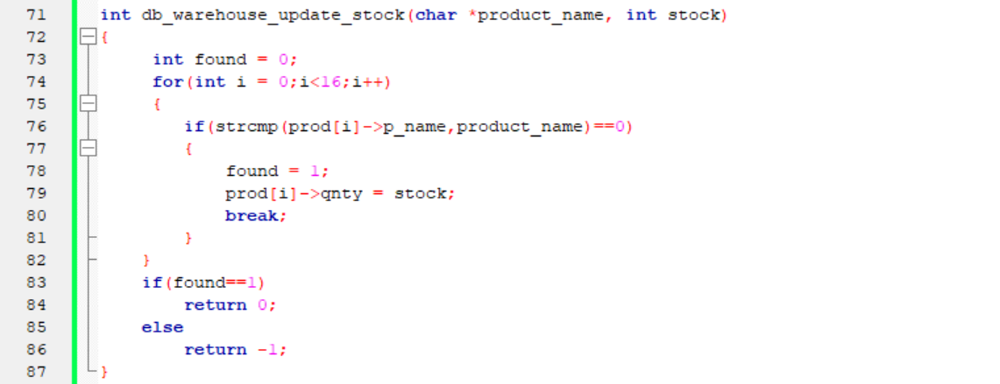 71 int db_warehouse_update_stock(char *product_name, int stock)
72 {
73 int found = 0;
74 for(int i = 0;i<16;i++)
75 {
76 if(strcmp(prod[i]->p_name,product_name)==0)
77 {
78 found = 1;
79 prod[i]->qnty = stock;
80 break;
81 }
82 }
83 if(found==1)
84 return 0;
85 else
86 return -1;
87 }